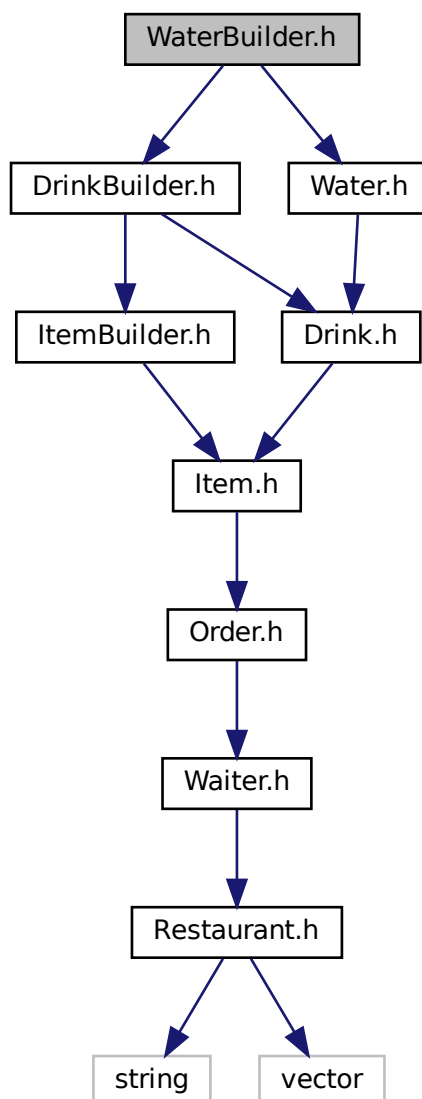 WaterBuilder.h
DrinkBuilder.h
Water.h
ItemBuilder.h
Drink.h
Item.h
Order.h
Waiter.h
Restaurant.h
string
vector